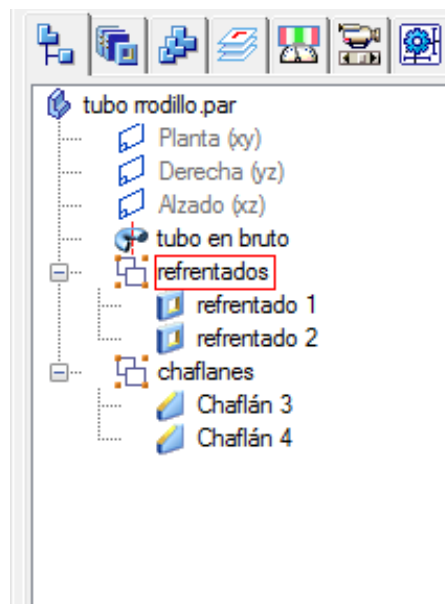 tubo rrodillo.par
Planta (xy)
Derecha (yz)
Alzado (xz)
tubo en bruto
refrentados
refrentado 1
refrentado 2
chaflanes
Chaflán 3
Chaflán 4